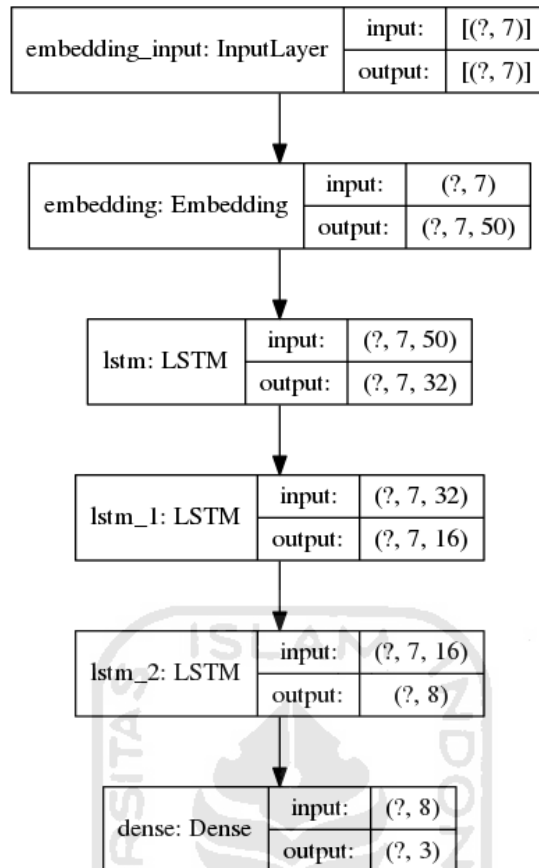 embedding_input: InputLayer
input: [(?, 7)]
output: [(?, 7)]
embedding: Embedding
input: (?, 7)
output: (?, 7, 50)
lstm: LSTM
input: (?, 7, 50)
output: (?, 7, 32)
lstm_1: LSTM
input: (?, 7, 32)
output: (?, 7, 16)
ISLAM
lstm_2: LSTM
input: (?, 7, 16)
output: (?, 8)
dense: Dense
input: (?, 8)
output: (?, 3)